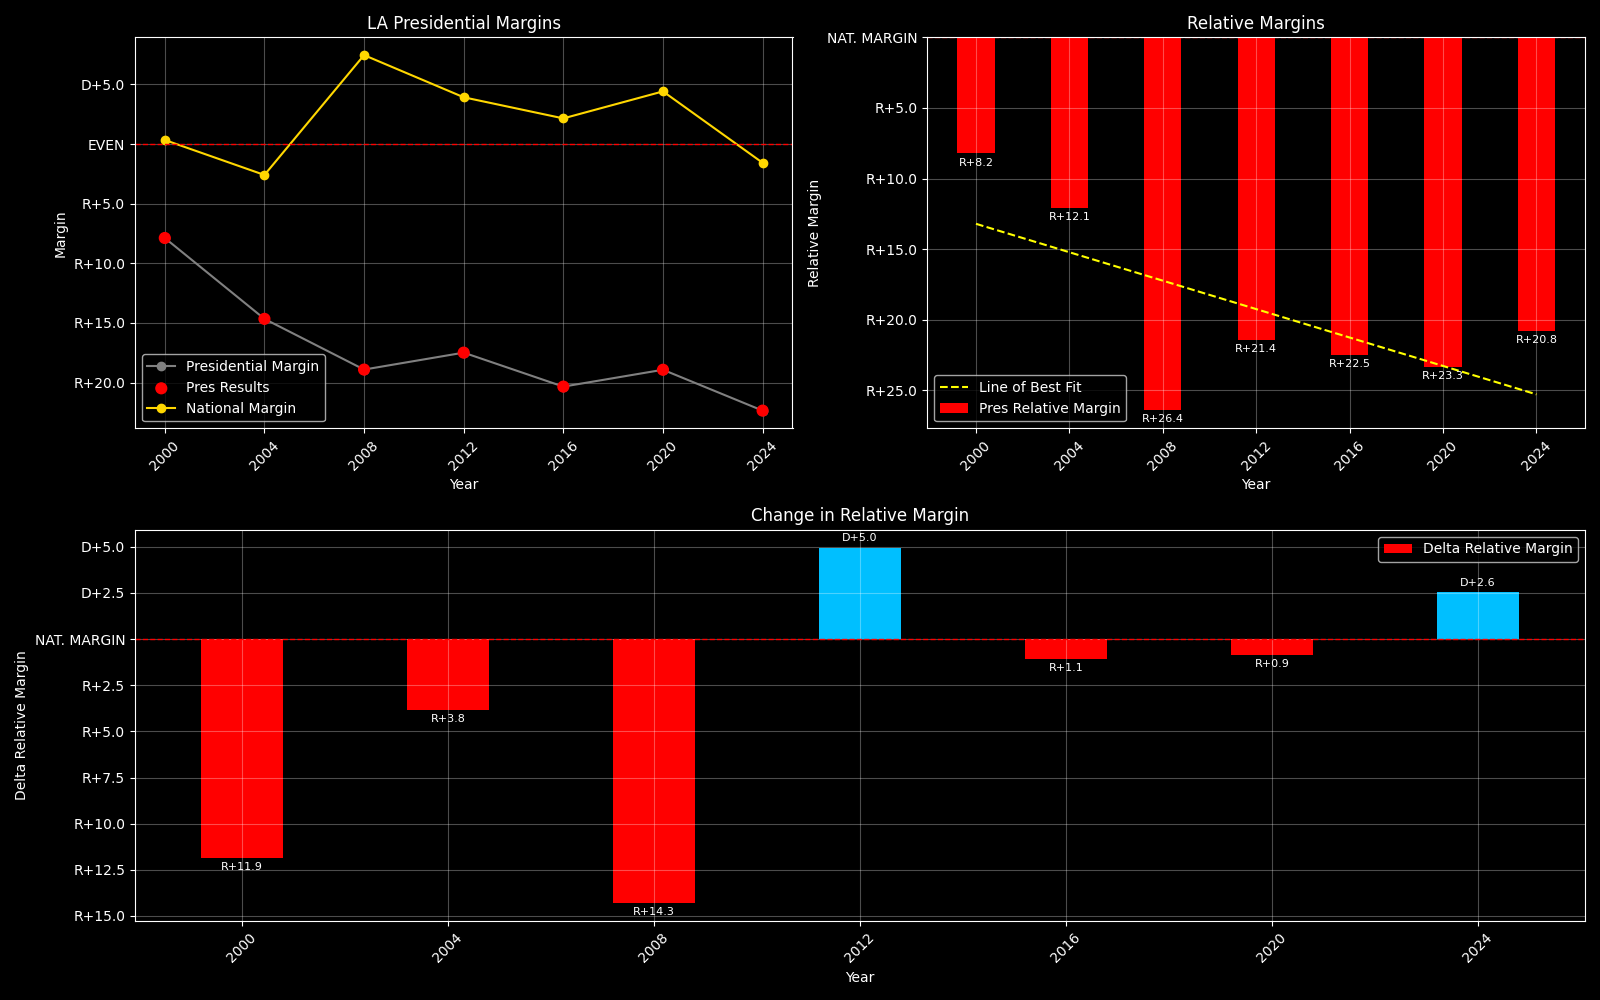 LA Presidential Margins
D+5.0
EVEN
R+5.0
R+10.0
R+15.0
R+20.0
Margin
Presidential Margin
Pres Results
National Margin
2000
2004
2008
2012
2016
2020
2024
Year
Relative Margins
NAT. MARGIN
R+5.0
R+10.0
R+15.0
R+20.0
R+25.0
Relative Margin
R+8.2
R+12.1
R+26.4
R+21.4
R+22.5
R+23.3
R+20.8
Line of Best Fit
Pres Relative Margin
2000
2004
2008
2012
2016
2020
2024
Year
Change in Relative Margin
D+5.0
D+2.5
NAT. MARGIN
R+2.5
R+5.0
R+7.5
R+10.0
R+12.5
R+15.0
Delta Relative Margin
R+11.9
R+3.8
R+14.3
D+5.0
R+1.1
R+0.9
D+2.6
Delta Relative Margin
2000
2004
2008
2012
2016
2020
2024
Year